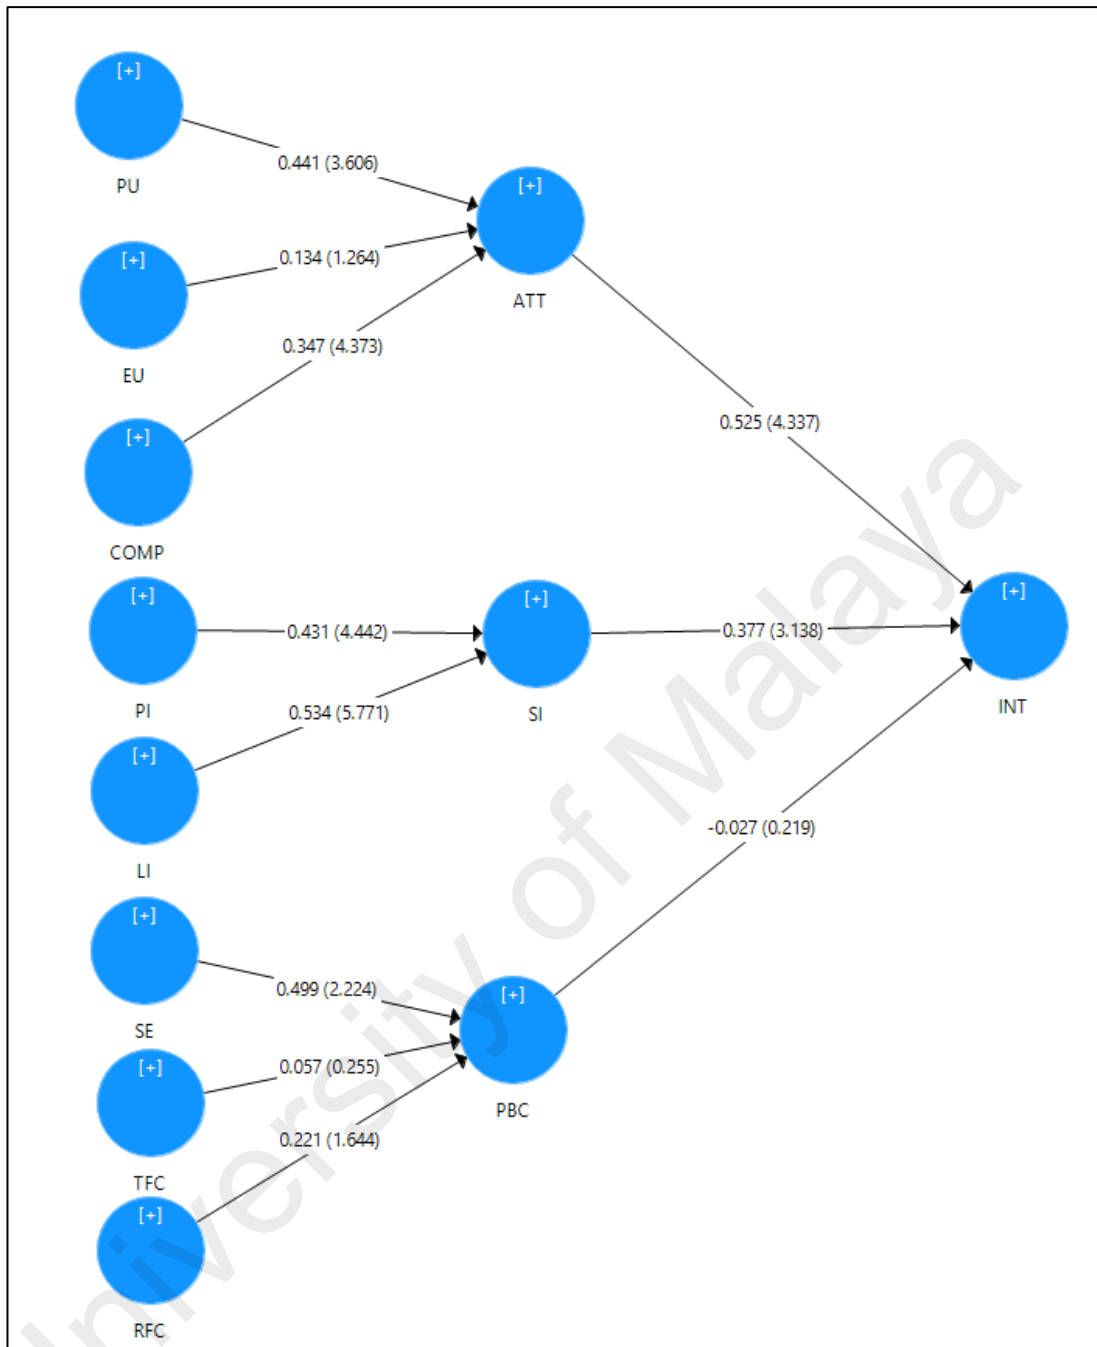 [+]
PU
0.441 (3.606)
[+]
ATT
[+]
EU
0.134 (1.264)
[+]
COMP
0.347 (4.373)
0.525 (4.337)
[+]
PI
0.431 (4.442)
[+]
SI
0.377 (3.138)
[+]
INT
[+]
LI
0.534 (5.771)
[+]
SE
0.499 (2.224)
[+]
PBC
-0.027 (0.219)
[+]
TFC
0.057 (0.255)
[+]
RFC
0.221 (1.644)
University of Malaya